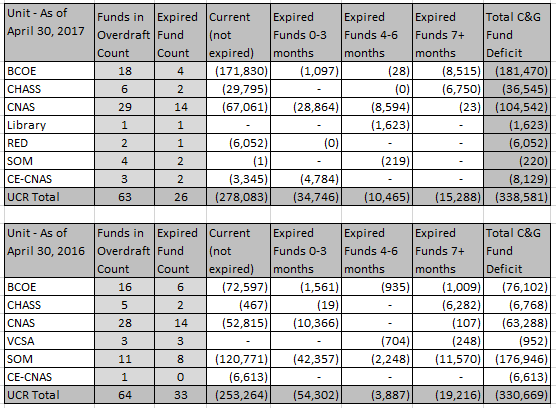 Unit - As of April 30, 2017 | Funds in Overdraft Count | Expired Fund Count | Current (not expired) | Expired Funds 0-3 months | Expired Funds 4-6 months | Expired Funds 7+ months | Total C&G Fund Deficit
BCOE 18 4 (171,830) (1,097) (28) (8,515) (181,470)
CHASS 6 2 (29,795) - (0) (6,750) (36,545)
CNAS 29 14 (67,061) (28,864) (8,594) (23) (104,542)
Library 1 1 - - (1,623) - (1,623)
RED 2 1 (6,052) (0) - - (6,052)
SOM 4 2 (1) - (219) - (220)
CE-CNAS 3 2 (3,345) (4,784) - - (8,129)
UCR Total 63 26 (278,083) (34,746) (10,465) (15,288) (338,581)
Unit - As of April 30, 2016 | Funds in Overdraft Count | Expired Fund Count | Current (not expired) | Expired Funds 0-3 months | Expired Funds 4-6 months | Expired Funds 7+ months | Total C&G Fund Deficit
BCOE 16 6 (72,597) (1,561) (935) (1,009) (76,102)
CHASS 5 2 (467) (19) - (6,282) (6,768)
CNAS 28 14 (52,815) (10,366) (107) (63,288)
VCSA 3 3 - - (704) (248) (952)
SOM 11 8 (120,771) (42,357) (2,248) (11,570) (176,946)
CE-CNAS 1 0 (6,613) - - - (6,613)
UCR Total 64 33 (253,264) (54,302) (3,887) (19,216) (330,669)